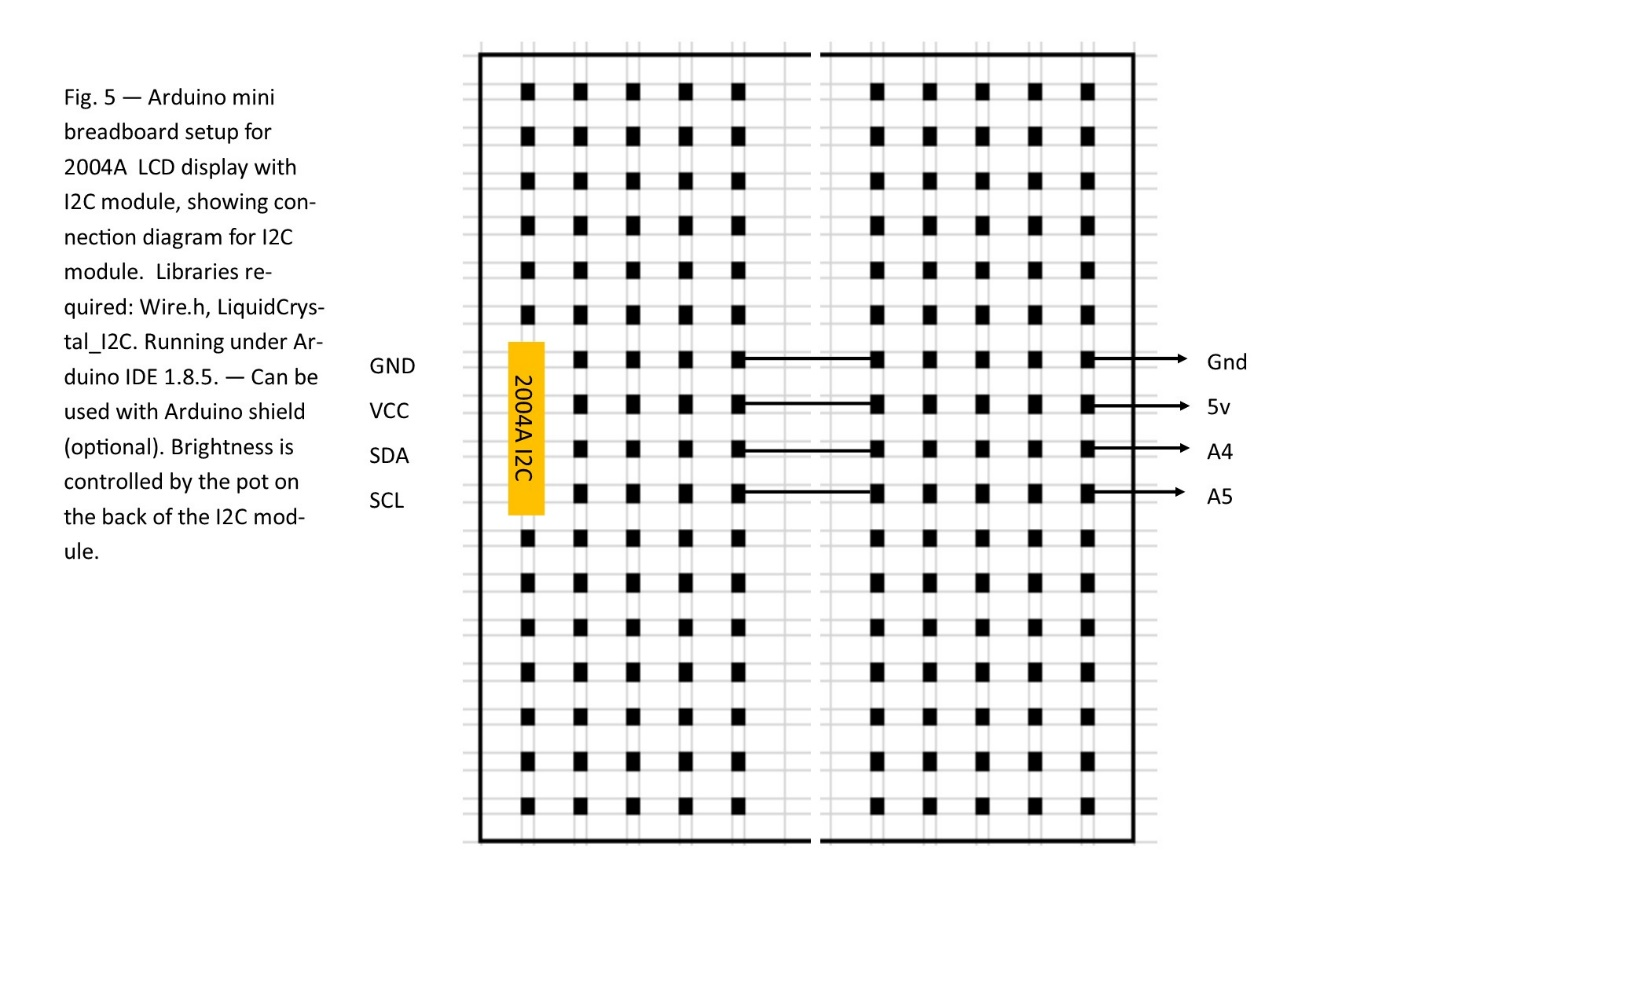 Fig. 5 — Arduino mini
breadboard setup for
2004A  LCD display with
I2C module, showing con-
nection diagram for I2C
module.  Libraries re-
quired: Wire.h, LiquidCrys-
tal_I2C. Running under Ar-
duino IDE 1.8.5. — Can be
used with Arduino shield
(optional). Brightness is
controlled by the pot on
the back of the I2C mod-
ule.
GND
VCC
SDA
SCL
2004A I2C
Gnd
5v
A4
A5